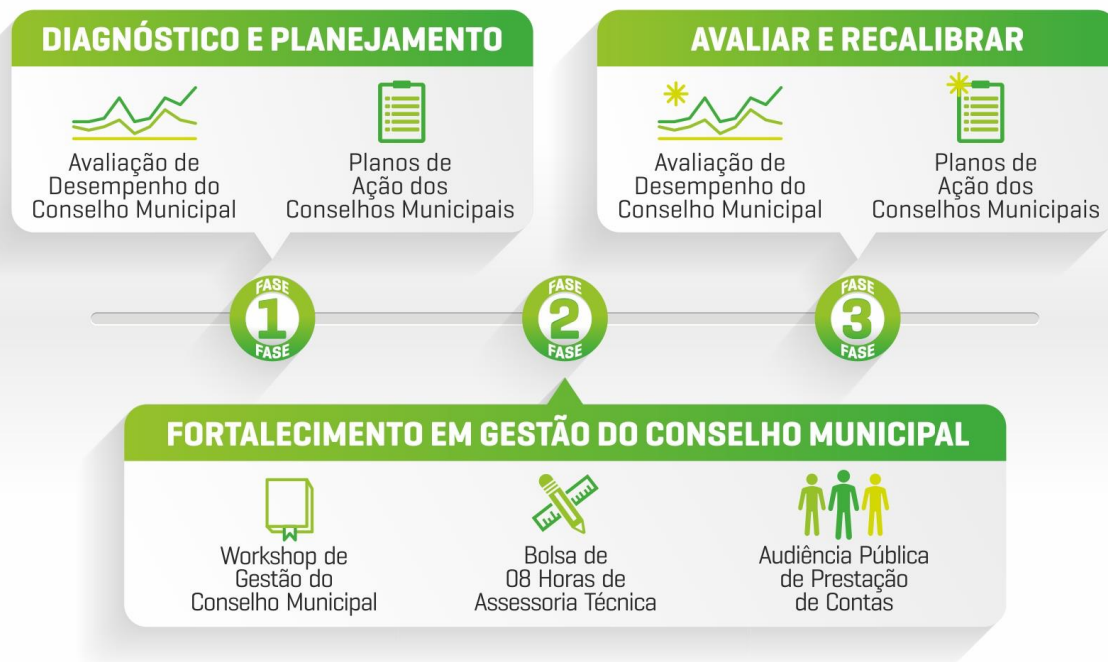 DIAGNÓSTICO E PLANEJAMENTO
Avaliação de
Desempenho do
Conselho Municipal
Planos de
Ação dos
Conselhos Municipais
AVALIAR E RECALIBRAR
Avaliação de
Desempenho do
Conselho Municipal
Planos de
Ação dos
Conselhos Municipais
FASE
1
FASE
FASE
2
FASE
FASE
3
FASE
FORTALECIMENTO EM GESTÃO DO CONSELHO MUNICIPAL
Workshop de
Gestão do
Conselho Municipal
Bolsa de
08 Horas de
Assessoria Técnica
Audiência Pública
de Prestação
de Contas